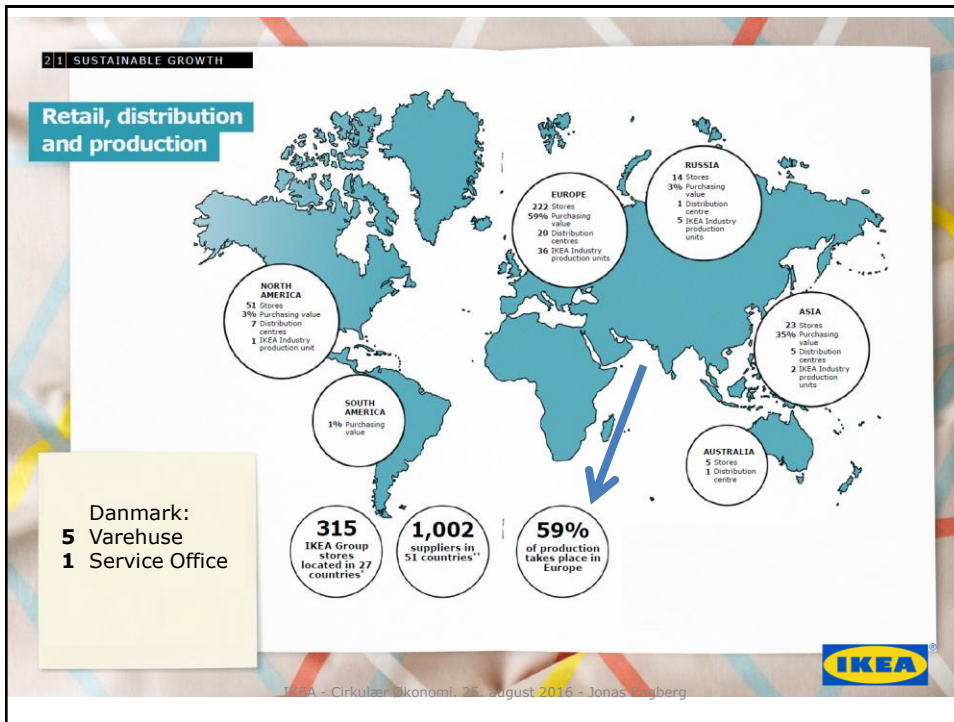 21 SUSTAINABLE GROWTH
Retail, distribution
and production
RUSSIA
14 Stores
3% Purchasing
value
1 Distribution
centre
5 IKEA Industry
production
units
EUROPE
222 Stores
59% Purchasing
value
20 Distribution
centres
36 IKEA Industry
production units
NORTH
AMERICA
51 Stores
3% Purchasing value
7 Distribution
centres
1 IKEA Industry
production unit
ASIA
23 Stores
35% Purchasing
value
5 Distribution
centres
2 IKEA Industry
production
units
SOUTH
AMERICA
1% Purchasing
value
AUSTRALIA
5 Stores
1 Distribution
centre
Danmark:
5 Varehuse
1 Service Office
315
IKEA Group
stores
located in 27
countries*
1,002
suppliers in
51 countries**
59%
of production
takes place in
Europe
IKEA®
IKEA - Cirkulær Økonomi. 25. august 2016 - Jonas Engberg